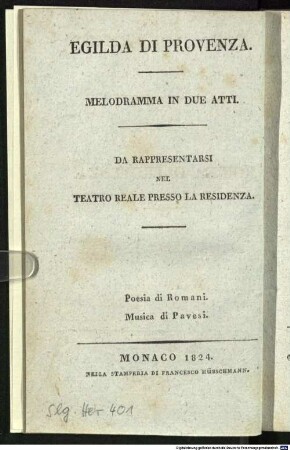 EGILDA DI PROVENZA.
MELODRAMMA IN DUE ATTI.
DA RAPPRESENTARSI
NEL
TEATRO REALE PRESSO LA RESIDENZA.
Poesia di Romani.
Musica di Pavesi.
MONACO 1824.
NELLA STAMPERIA DI FRANCESCO HÜBSCHMANN.
Slg. Her 401